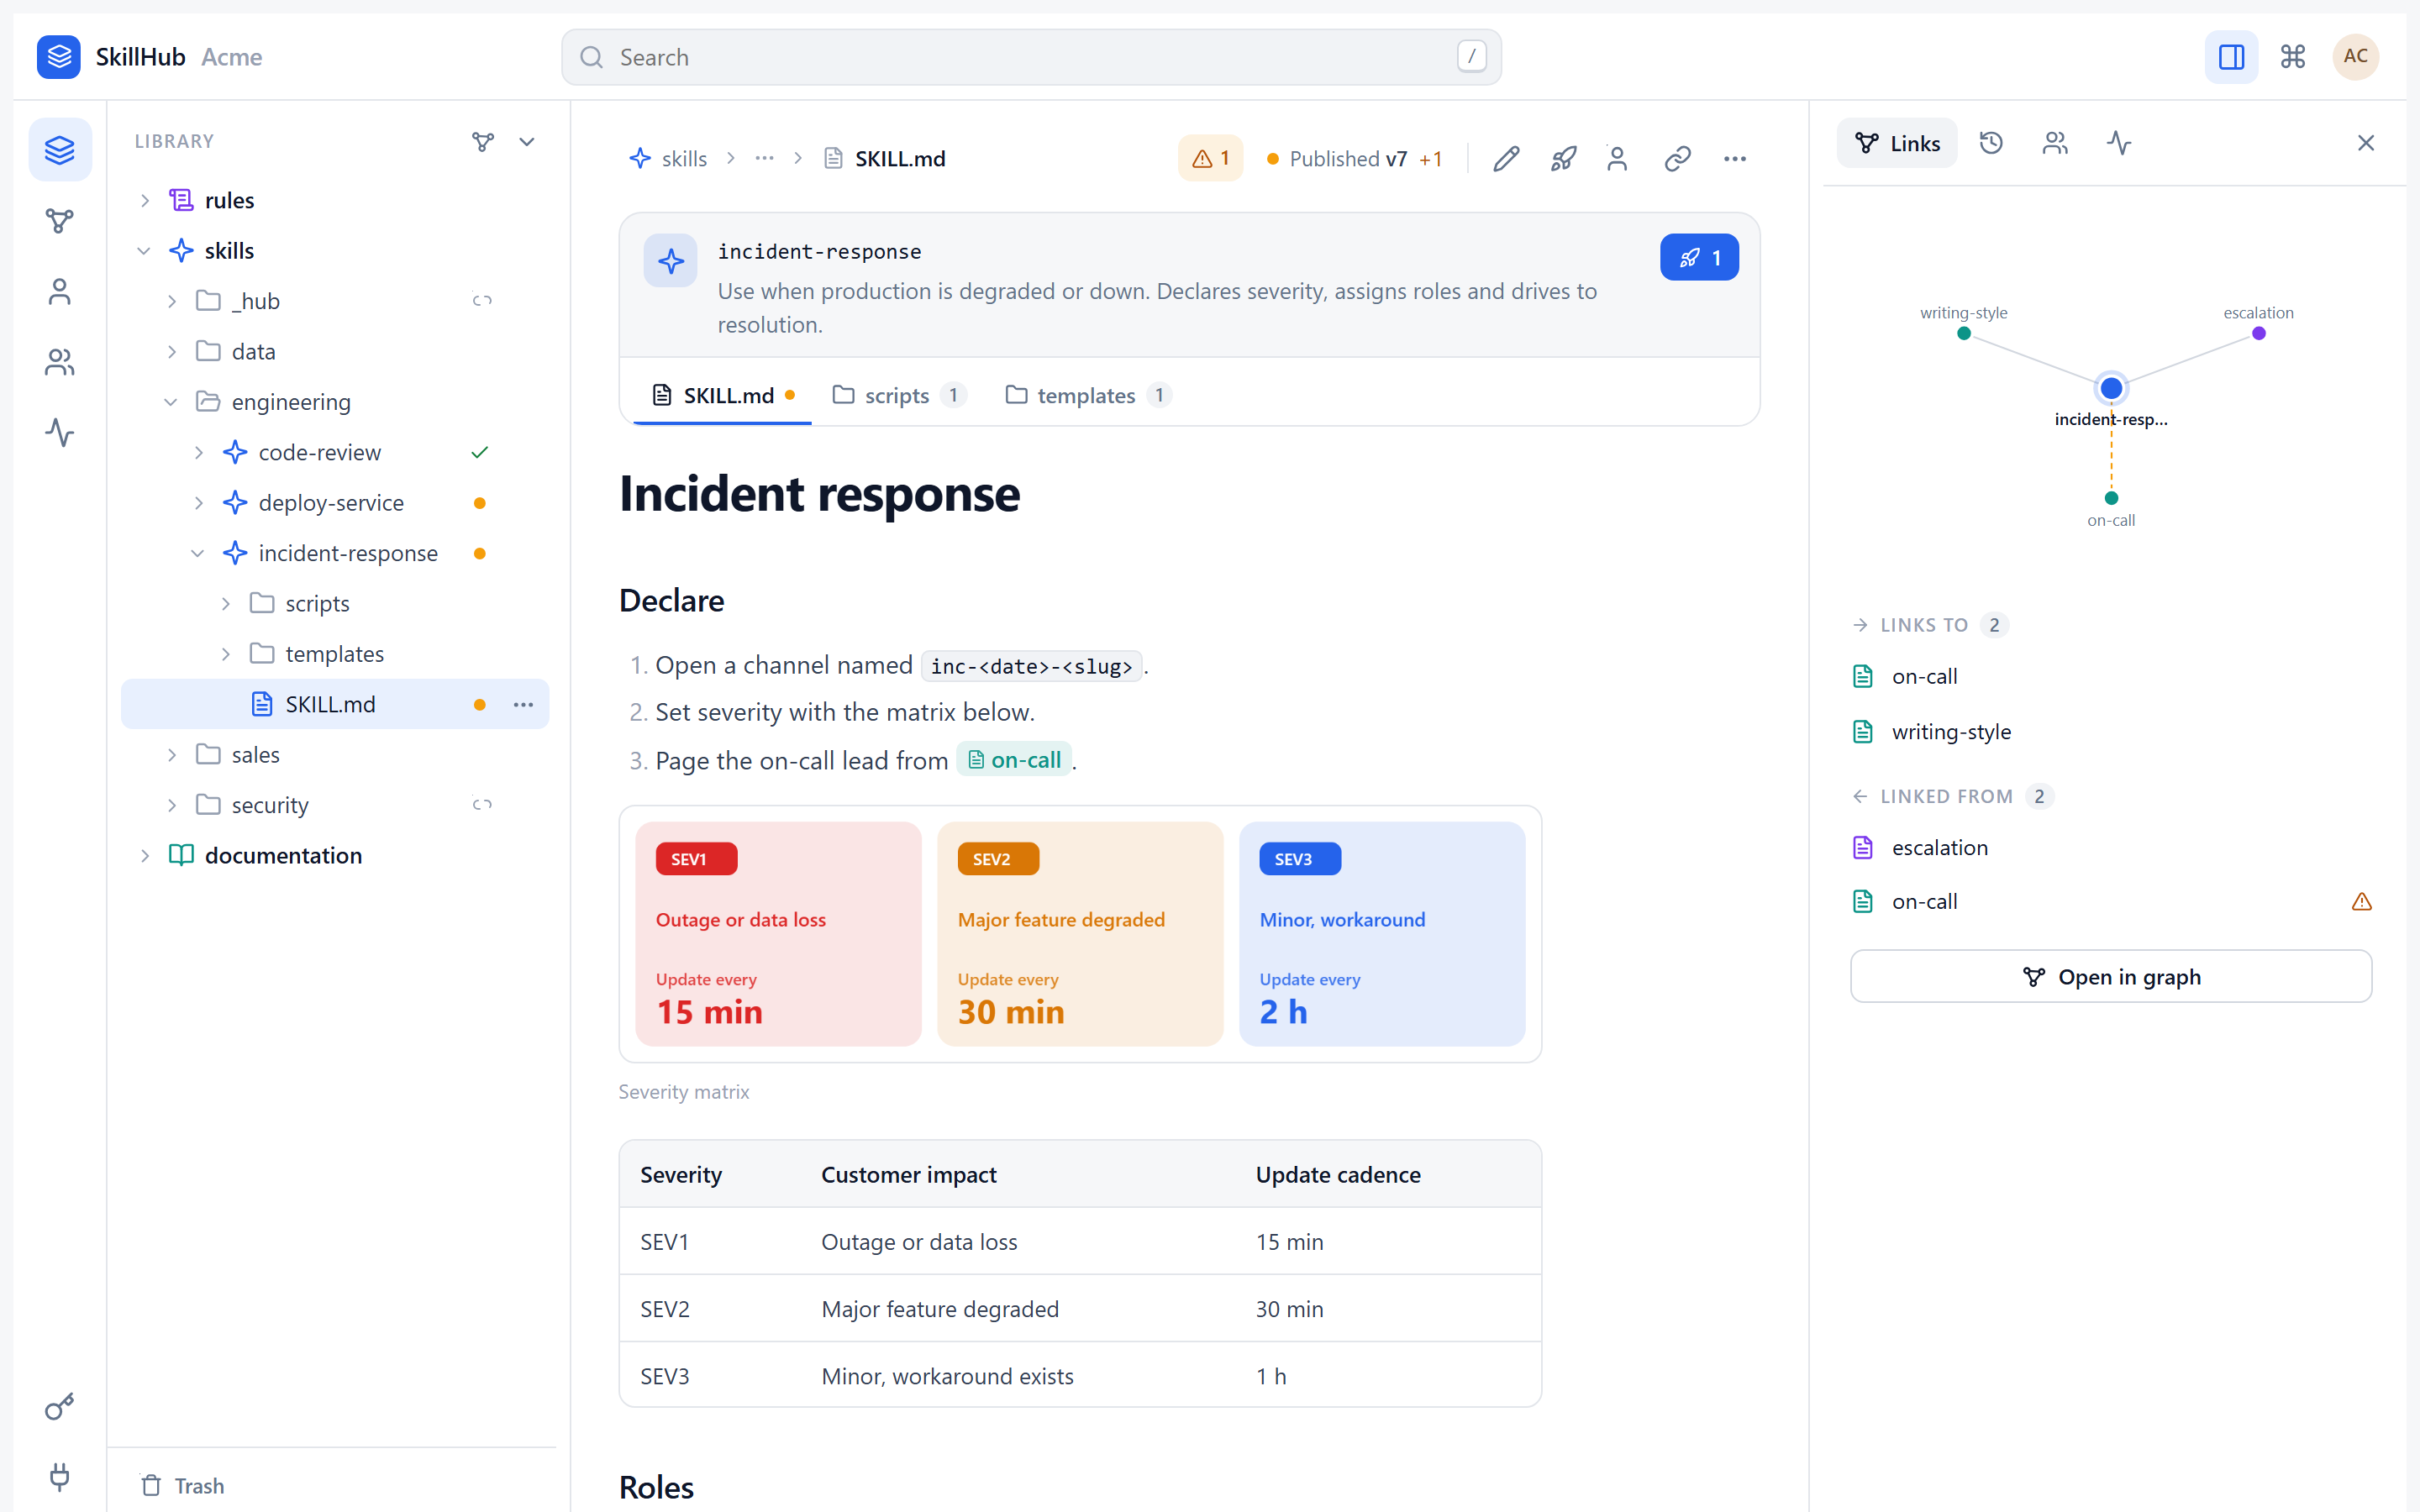 SkillHub Acme
Search /
AC
LIBRARY
rules
skills
_hub
data
engineering
code-review
deploy-service
incident-response
scripts
templates
SKILL.md
sales
security
documentation
Trash
skills
SKILL.md
1
Published v7 +1
incident-response
Use when production is degraded or down. Declares severity, assigns roles and drives to
resolution.
1
SKILL.md
scripts 1
templates 1
Incident response
Declare
1. Open a channel named inc-<date>-<slug>.
2. Set severity with the matrix below.
3. Page the on-call lead from on-call.
SEV1
Outage or data loss
Update every
15 min
SEV2
Major feature degraded
Update every
30 min
SEV3
Minor, workaround
Update every
2 h
Severity matrix
Severity Customer impact Update cadence
SEV1 Outage or data loss 15 min
SEV2 Major feature degraded 30 min
SEV3 Minor, workaround exists 1 h
Roles
Links
writing-style
escalation
incident-resp...
on-call
LINKS TO 2
on-call
writing-style
LINKED FROM 2
escalation
on-call
Open in graph